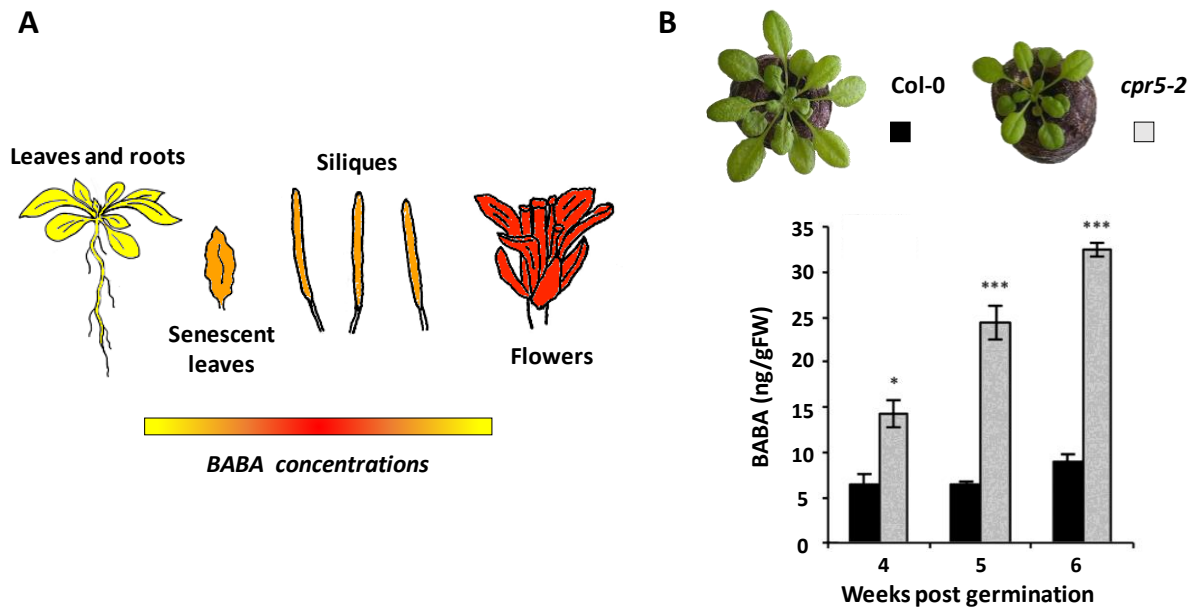 A
Leaves and roots
Siliques
Senescent
leaves
Flowers
BABA concentrations
B
Col-0
cpr5-2
BABA (ng/gFW)
35
30
25
20
15
10
5
0
*
***
***
4 5 6
Weeks post germination